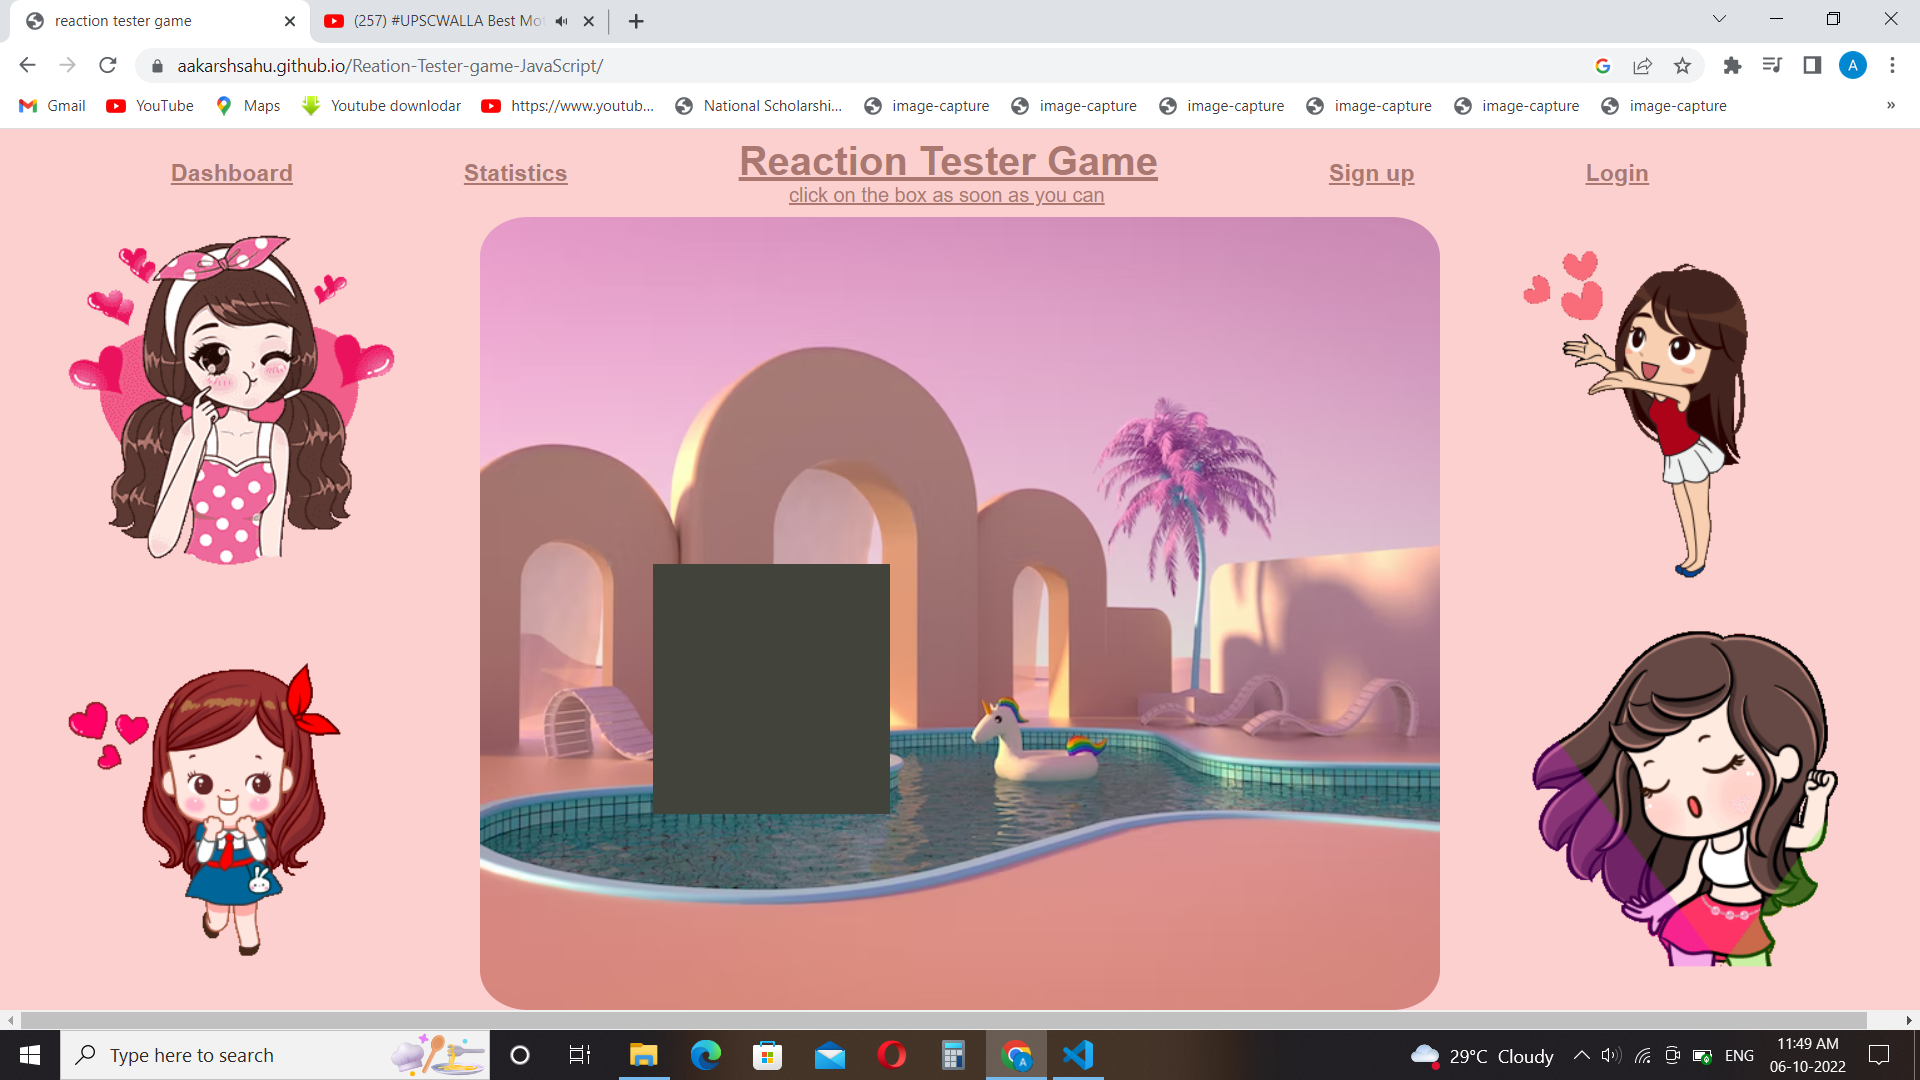 reaction tester game
(257) #UPSCWALLA Best Mo
aakarshsahu.github.io/Reation-Tester-game-JavaScript/
A
Gmail YouTube Maps Youtube downlodar https://www.youtub... National Scholarshi... image-capture image-capture image-capture image-capture image-capture image-capture »
Dashboard
Statistics
Reaction Tester Game
click on the box as soon as you can
Sign up
Login
Type here to search
A
29°C Cloudy
ENG
11:49 AM
06-10-2022